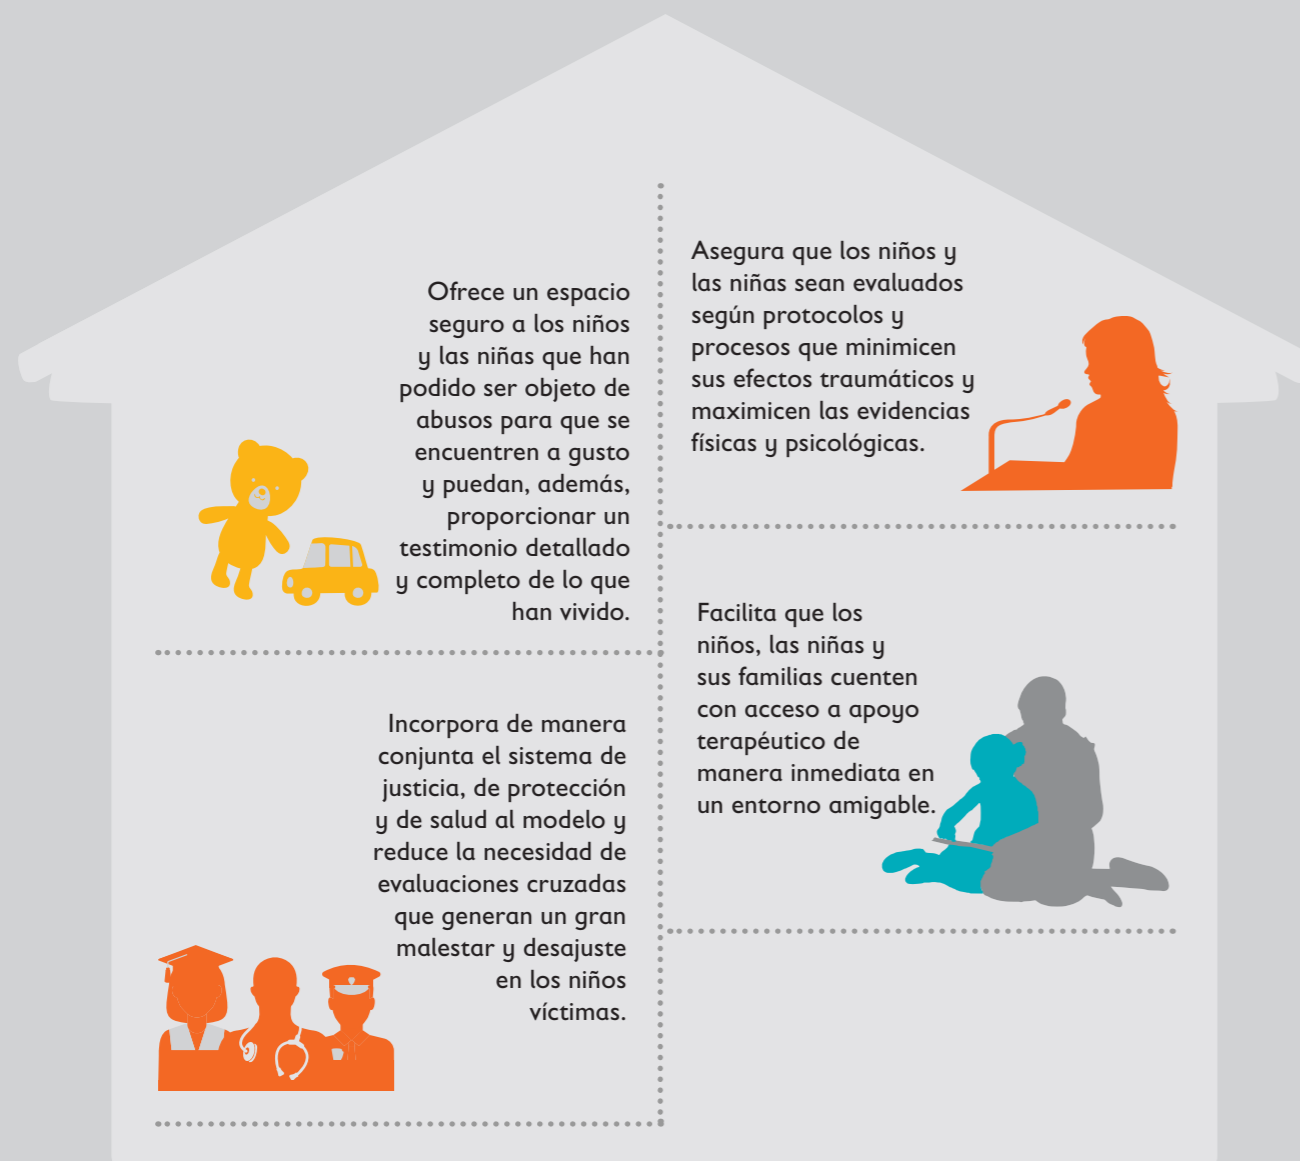 Ofrece un espacio
seguro a los niños
y las niñas que han
podido ser objeto de
abusos para que se
encuentren a gusto
y puedan, además,
proporcionar un
testimonio detallado
y completo de lo que
han vivido.
Asegura que los niños y
las niñas sean evaluados
según protocolos y
procesos que minimicen
sus efectos traumáticos y
maximicen las evidencias
físicas y psicológicas.
Incorpora de manera
conjunta el sistema de
justicia, de protección
y de salud al modelo y
reduce la necesidad de
evaluaciones cruzadas
que generan un gran
malestar y desajuste
en los niños
víctimas.
Facilita que los
niños, las niñas y
sus familias cuenten
con acceso a apoyo
terapéutico de
manera inmediata en
un entorno amigable.